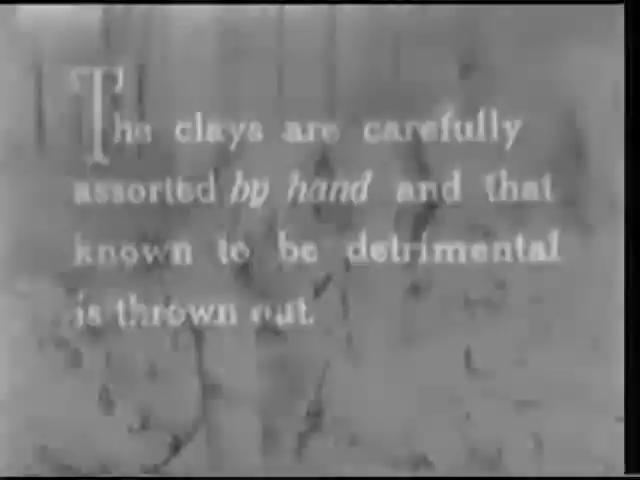 The clays are carefully
assorted by hand and that
known to be detrimental
is thrown out.